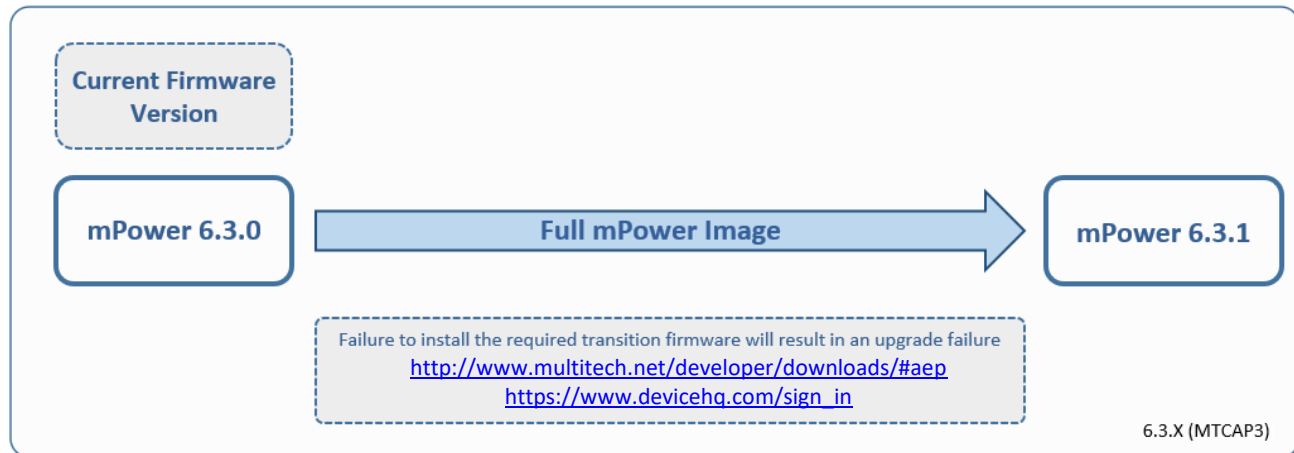 Current Firmware
Version
mPower 6.3.0
Full mPower Image
mPower 6.3.1
Failure to install the required transition firmware will result in an upgrade failure
http://www.multitech.net/developer/downloads/#aep
https://www.devicehq.com/sign_in
6.3.X (MTCAP3)